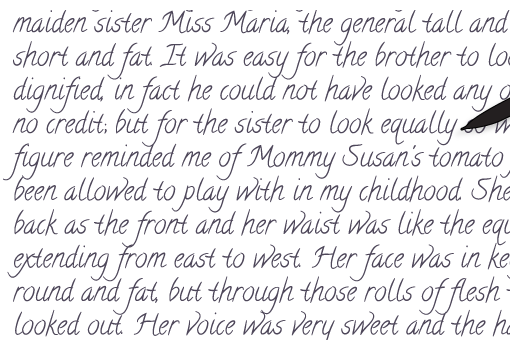 maiden sister Miss Maria, the general tall and
short and fat. It was easy for the brother to
dignified, in fact he could not have looked any
no credit; but for the sister to look equally so
figure reminded me of Mommy Susan's tomato
been allowed to play with in my childhood. She
back as the front and her waist was like the
extending from east to west. Her face was in
round and fat, but through those rolls of flesh
looked out. Her voice was very sweet and the